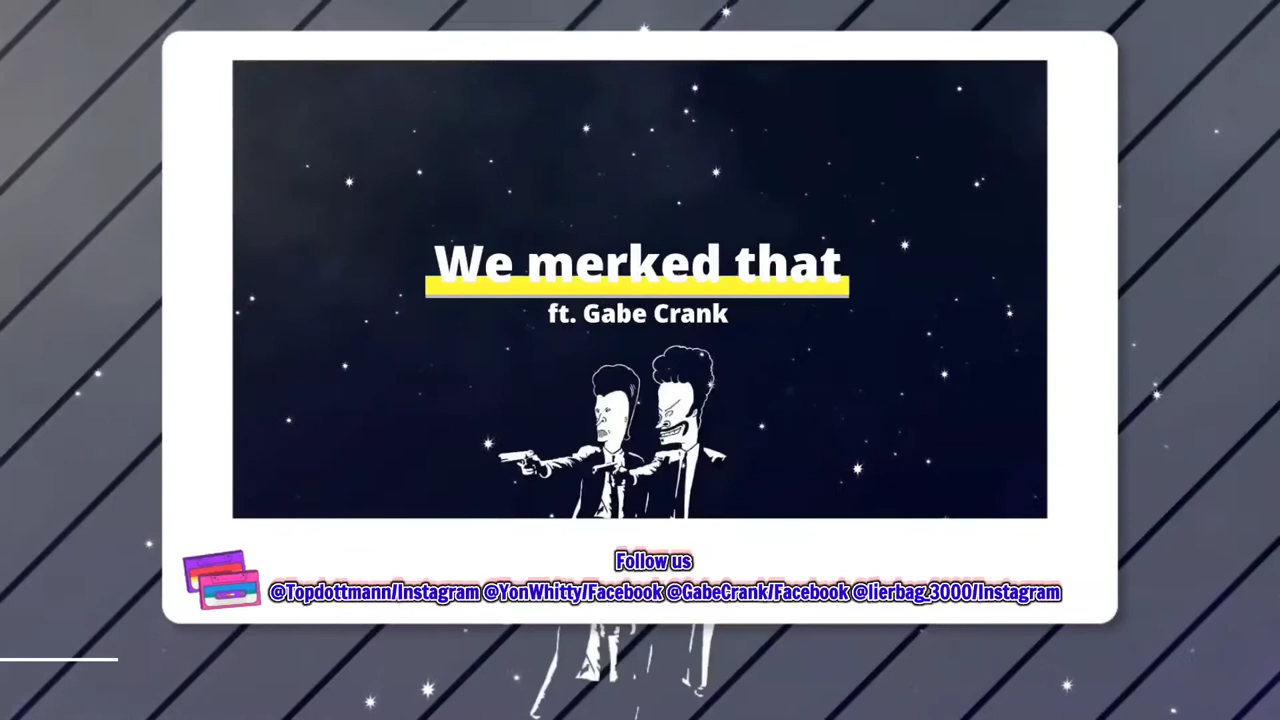 We merked that
ft. Gabe Crank
Follow us
@Topdottmann/Instagram @YonWhitty/Facebook @GabeCrank/Facebook @lierbag_3000/Instagram